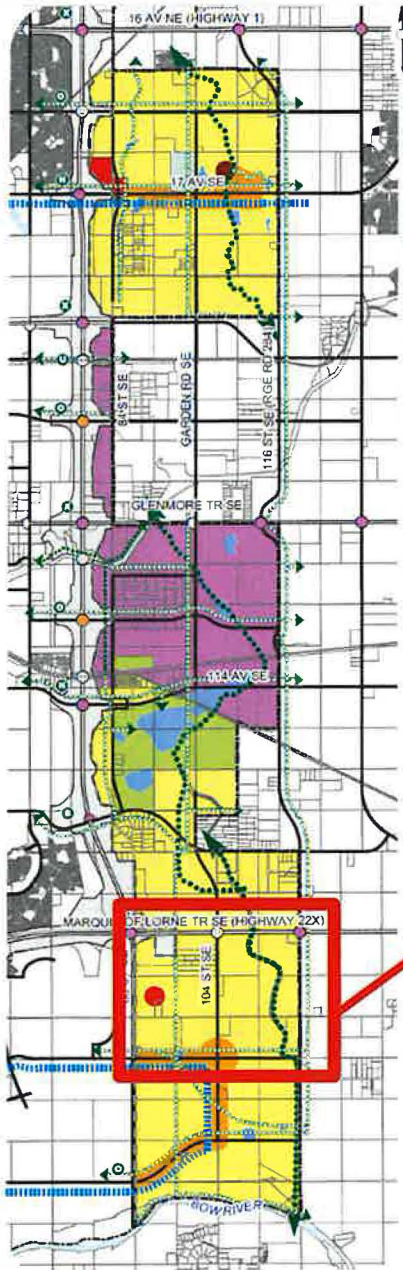 16 AV NE (HIGHWAY 1)
17 AV SE
84 ST SE
GARDEN RD SE
116 ST SE (RGE RD 284)
GLENMORE TR SE
114 AV SE
MARQUIS OF LORNE TR SE (HIGHWAY 22X)
104 ST SE
BOW RIVER